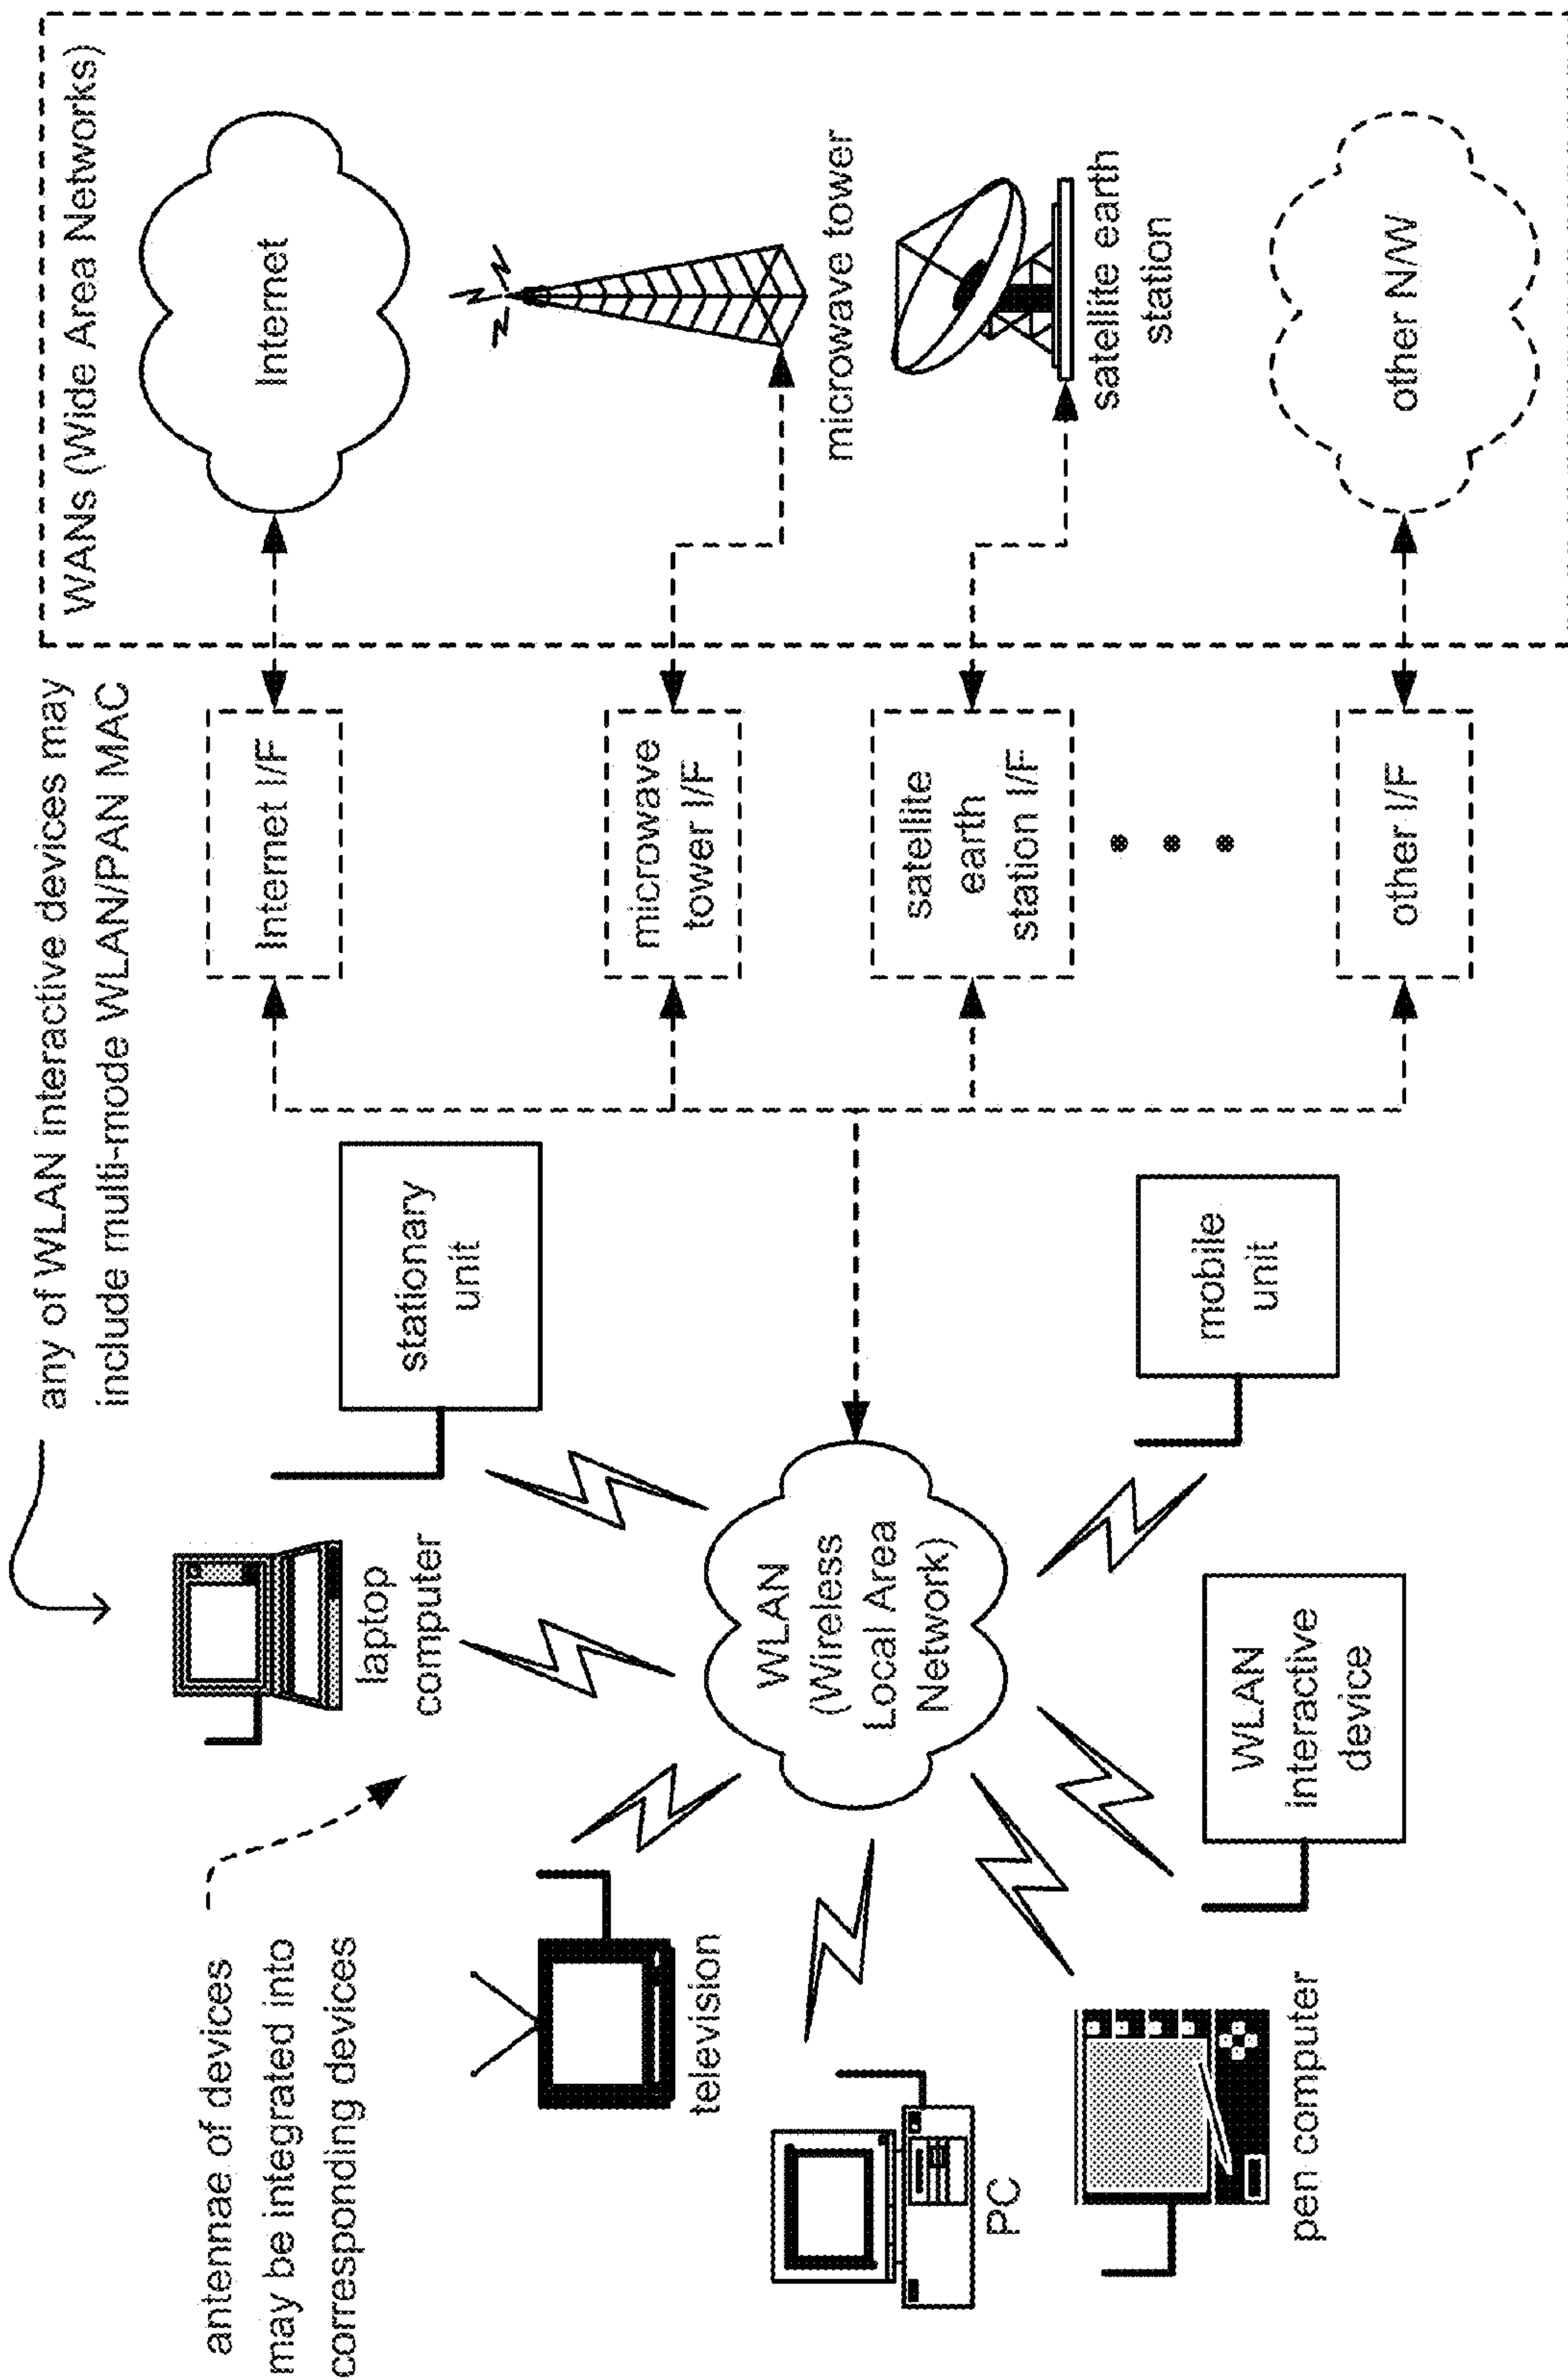 any of WLAN interactive devices may
include multi-mode WLAN/PAN MAC
antennae of devices
may be integrated into
corresponding devices
laptop
computer
stationary
unit
television
PC
pen computer
WLAN
(Wireless
Local Area
Network)
WLAN
interactive
device
mobile
unit
Internet I/F
microwave
tower I/F
satellite
earth
station I/F
other I/F
WANs (Wide Area Networks)
Internet
microwave tower
satellite earth
station
other N/W